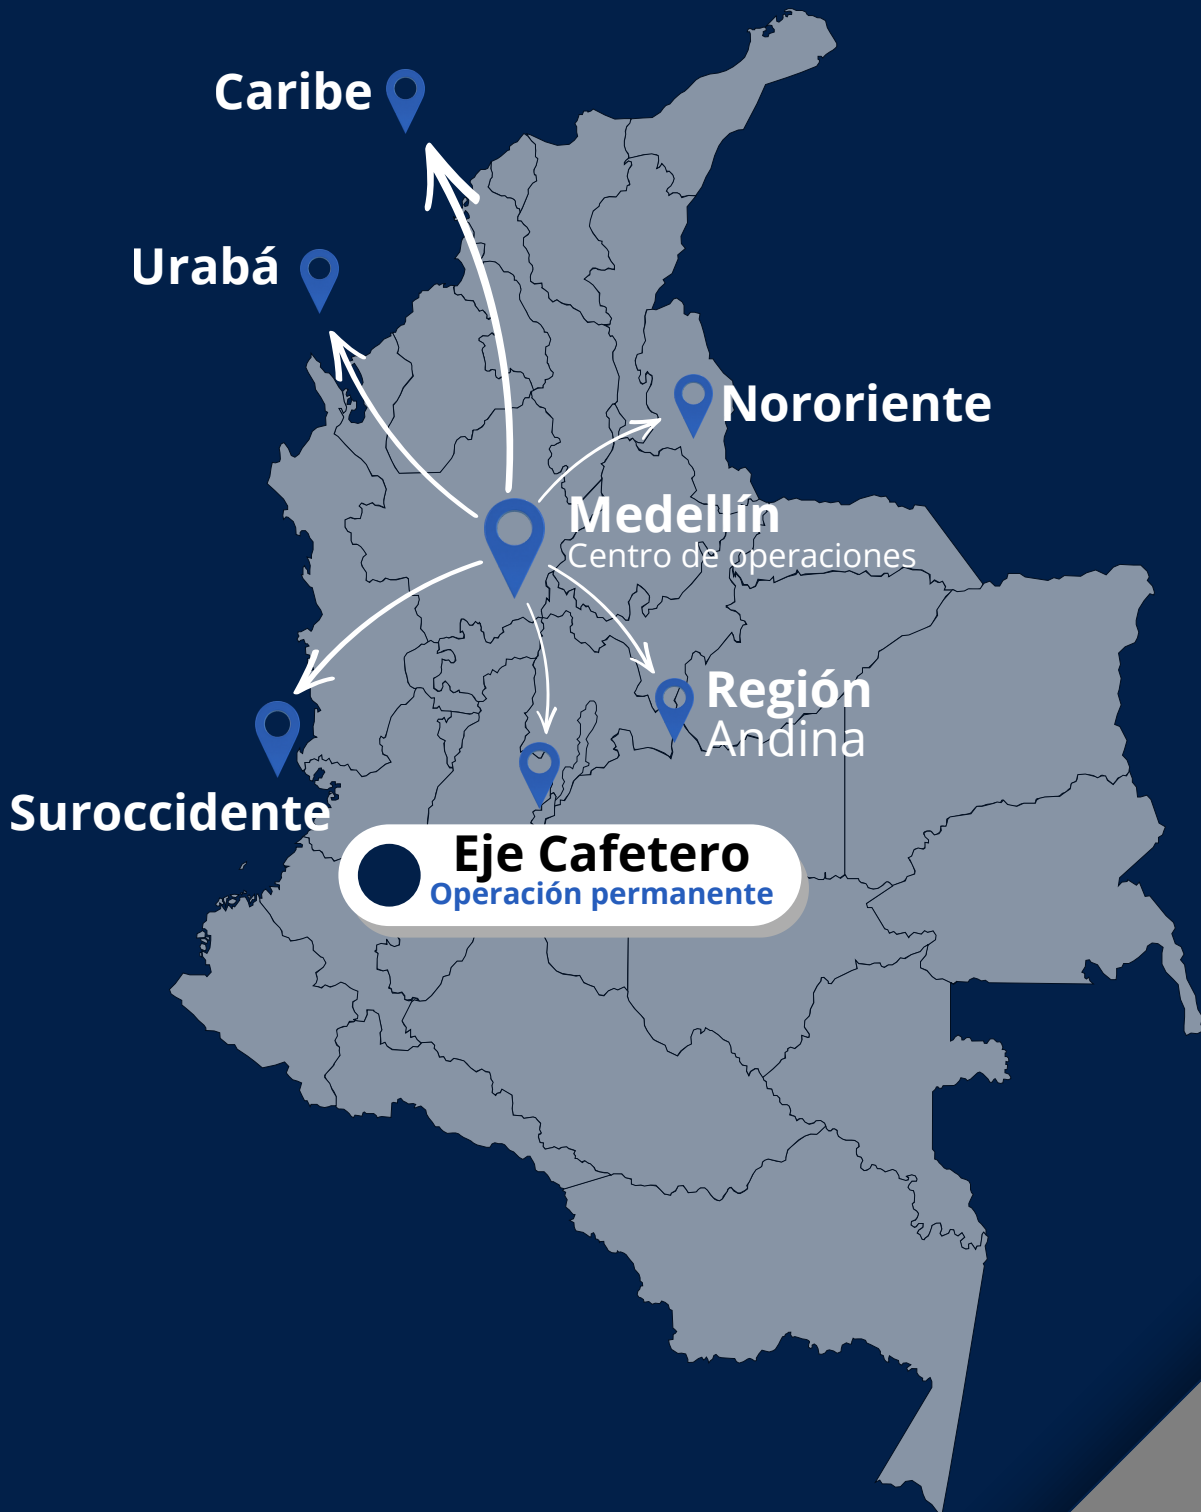 Caribe
Urabá
Nororiente
Medellín
Centro de operaciones
Región
Andina
Suroccidente
Eje Cafetero
Operación permanente